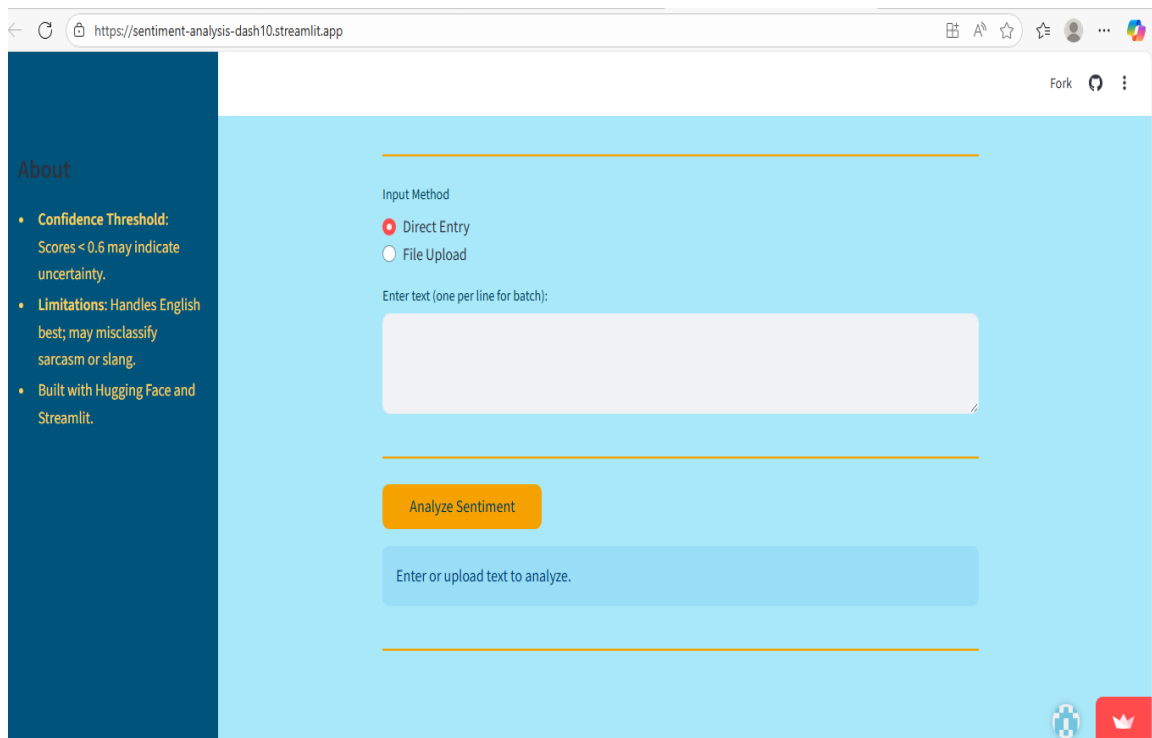 https://sentiment-analysis-dash10.streamlit.app
Fork
About
• Confidence Threshold:
Scores < 0.6 may indicate
uncertainty.
• Limitations: Handles English
best; may misclassify
sarcasm or slang.
• Built with Hugging Face and
Streamlit.
Input Method
Direct Entry
File Upload
Enter text (one per line for batch):
Analyze Sentiment
Enter or upload text to analyze.